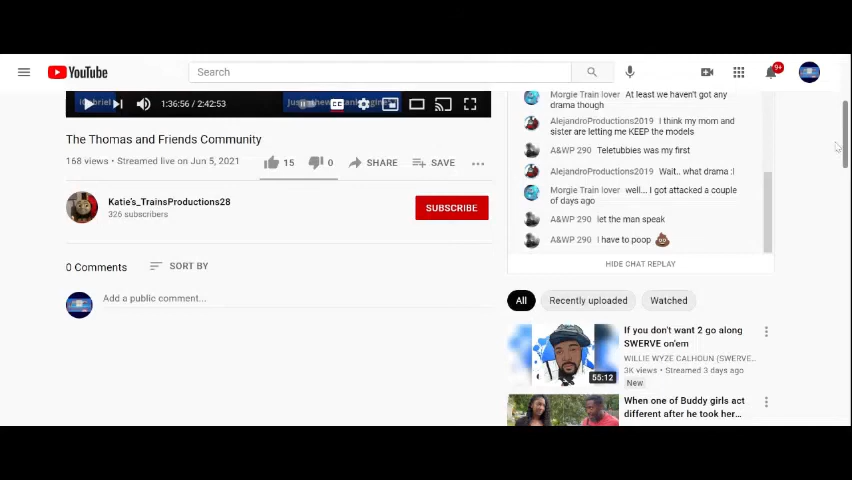 YouTube
Search
9+
1:36:56 / 2:42:53
The Thomas and Friends Community
168 views • Streamed live on Jun 5, 2021
15
0
SHARE
SAVE
Katie's_TrainsProductions28
326 subscribers
SUBSCRIBE
0 Comments
SORT BY
Add a public comment...
Morgie Train lover At least we haven't got any
drama though
AlejandroProductions2019 I think my mom and
sister are letting me KEEP the models
A&WP 290 Teletubbies was my first
AlejandroProductions2019 Wait.. what drama :l
Morgie Train lover well... I got attacked a couple
of days ago
A&WP 290 let the man speak
A&WP 290 I have to poop 💩
HIDE CHAT REPLAY
All
Recently uploaded
Watched
If you don't want 2 go along
SWERVE on'em
WILLIE WYZE CALHOUN (SWERVE...
3K views • Streamed 3 days ago
New
55:12
When one of Buddy girls act
different after he took her...